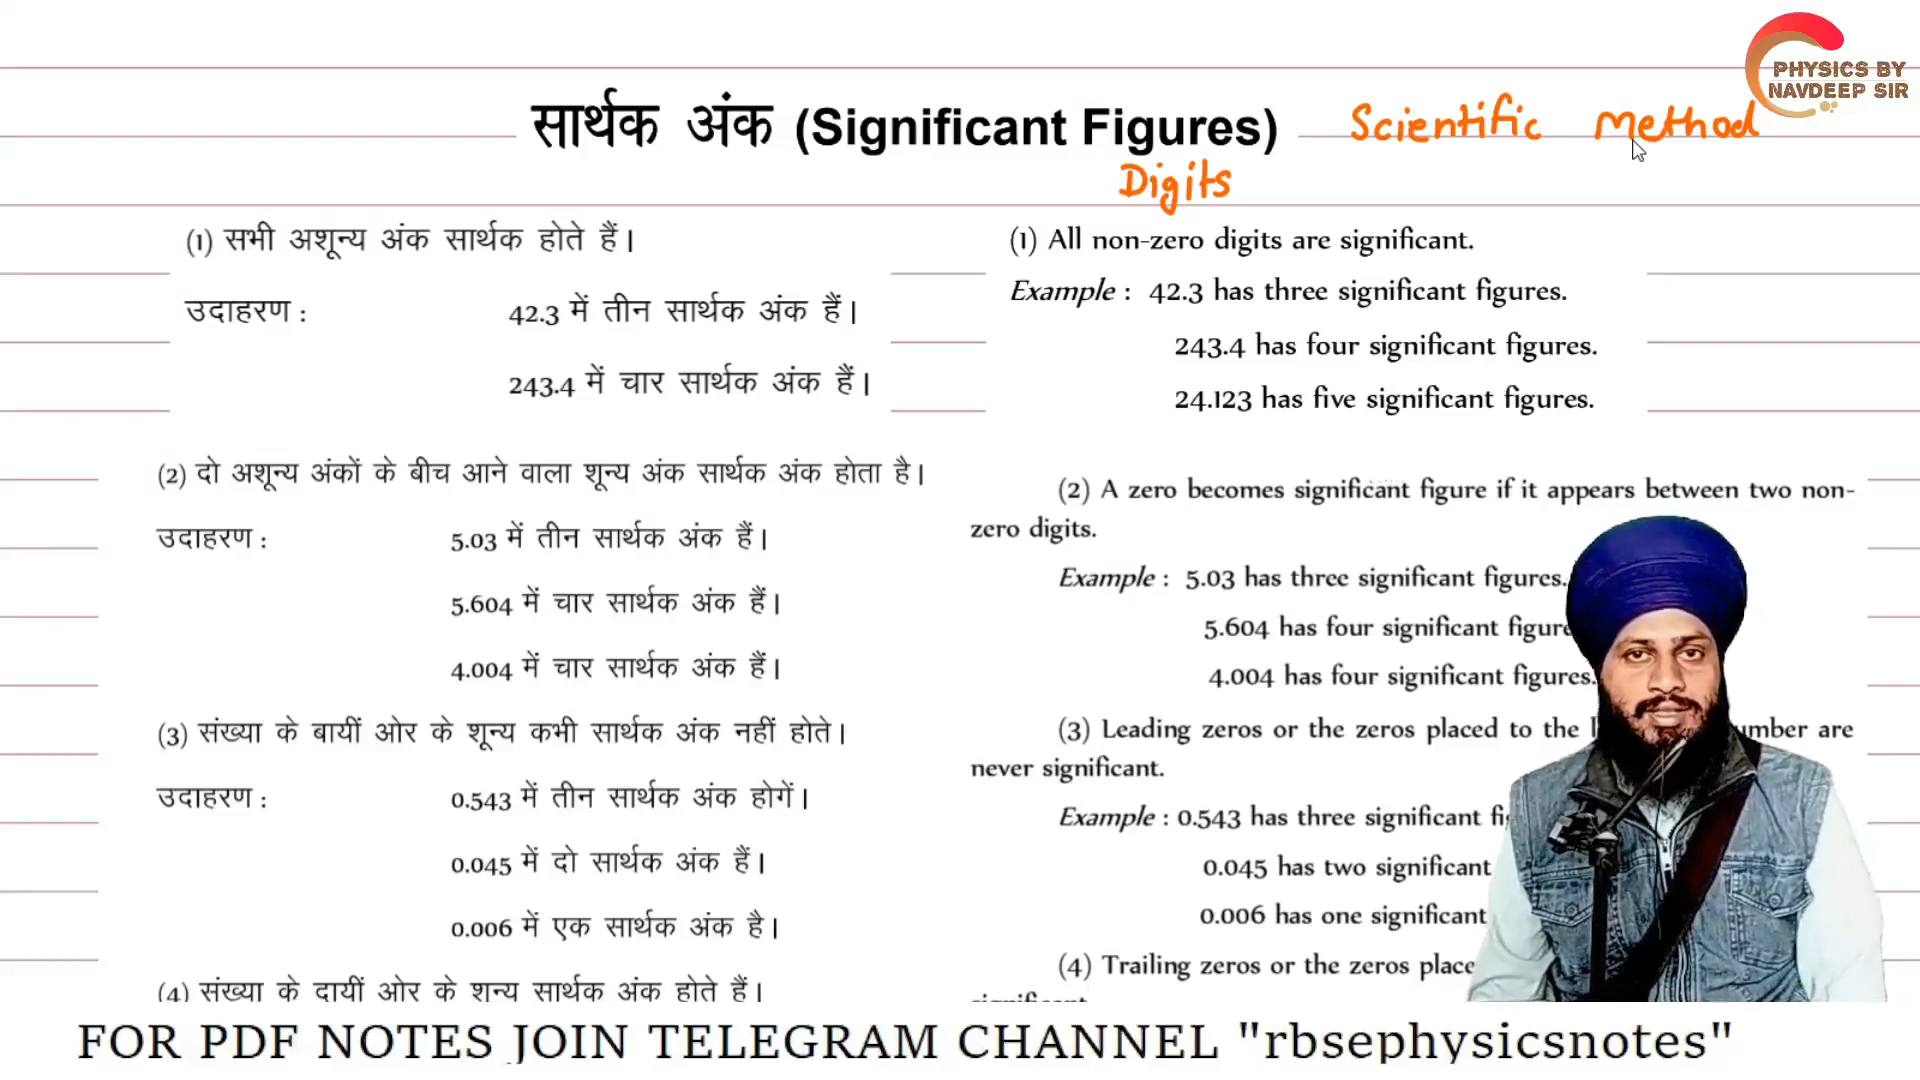 PHYSICS BY
NAVDEEP SIR
सार्थक अंक (Significant Figures)
Scientific Method
Digits
(1) सभी अशून्य अंक सार्थक होते हैं।
उदाहरण :
42.3 में तीन सार्थक अंक हैं।
243.4 में चार सार्थक अंक हैं।
(2) दो अशून्य अंकों के बीच आने वाला शून्य अंक सार्थक अंक होता है।
उदाहरण :
5.03 में तीन सार्थक अंक हैं।
5.604 में चार सार्थक अंक हैं।
4.004 में चार सार्थक अंक हैं।
(3) संख्या के बायीं ओर के शून्य कभी सार्थक अंक नहीं होते।
उदाहरण :
0.543 में तीन सार्थक अंक होगें।
0.045 में दो सार्थक अंक हैं।
0.006 में एक सार्थक अंक है।
(4) संख्या के दायीं ओर के शून्य सार्थक अंक होते हैं।
(1) All non-zero digits are significant.
Example : 42.3 has three significant figures.
243.4 has four significant figures.
24.123 has five significant figures.
(2) A zero becomes significant figure if it appears between two non-
zero digits.
Example : 5.03 has three significant figures.
5.604 has four significant
4.004 has four significant figures.
(3) Leading zeros or the zeros placed to the are
never significant.
Example : 0.543 has three significant
0.045 has two significant
0.006 has one significant
(4) Trailing zeros or the zeros
FOR PDF NOTES JOIN TELEGRAM CHANNEL "rbsephysicsnotes"